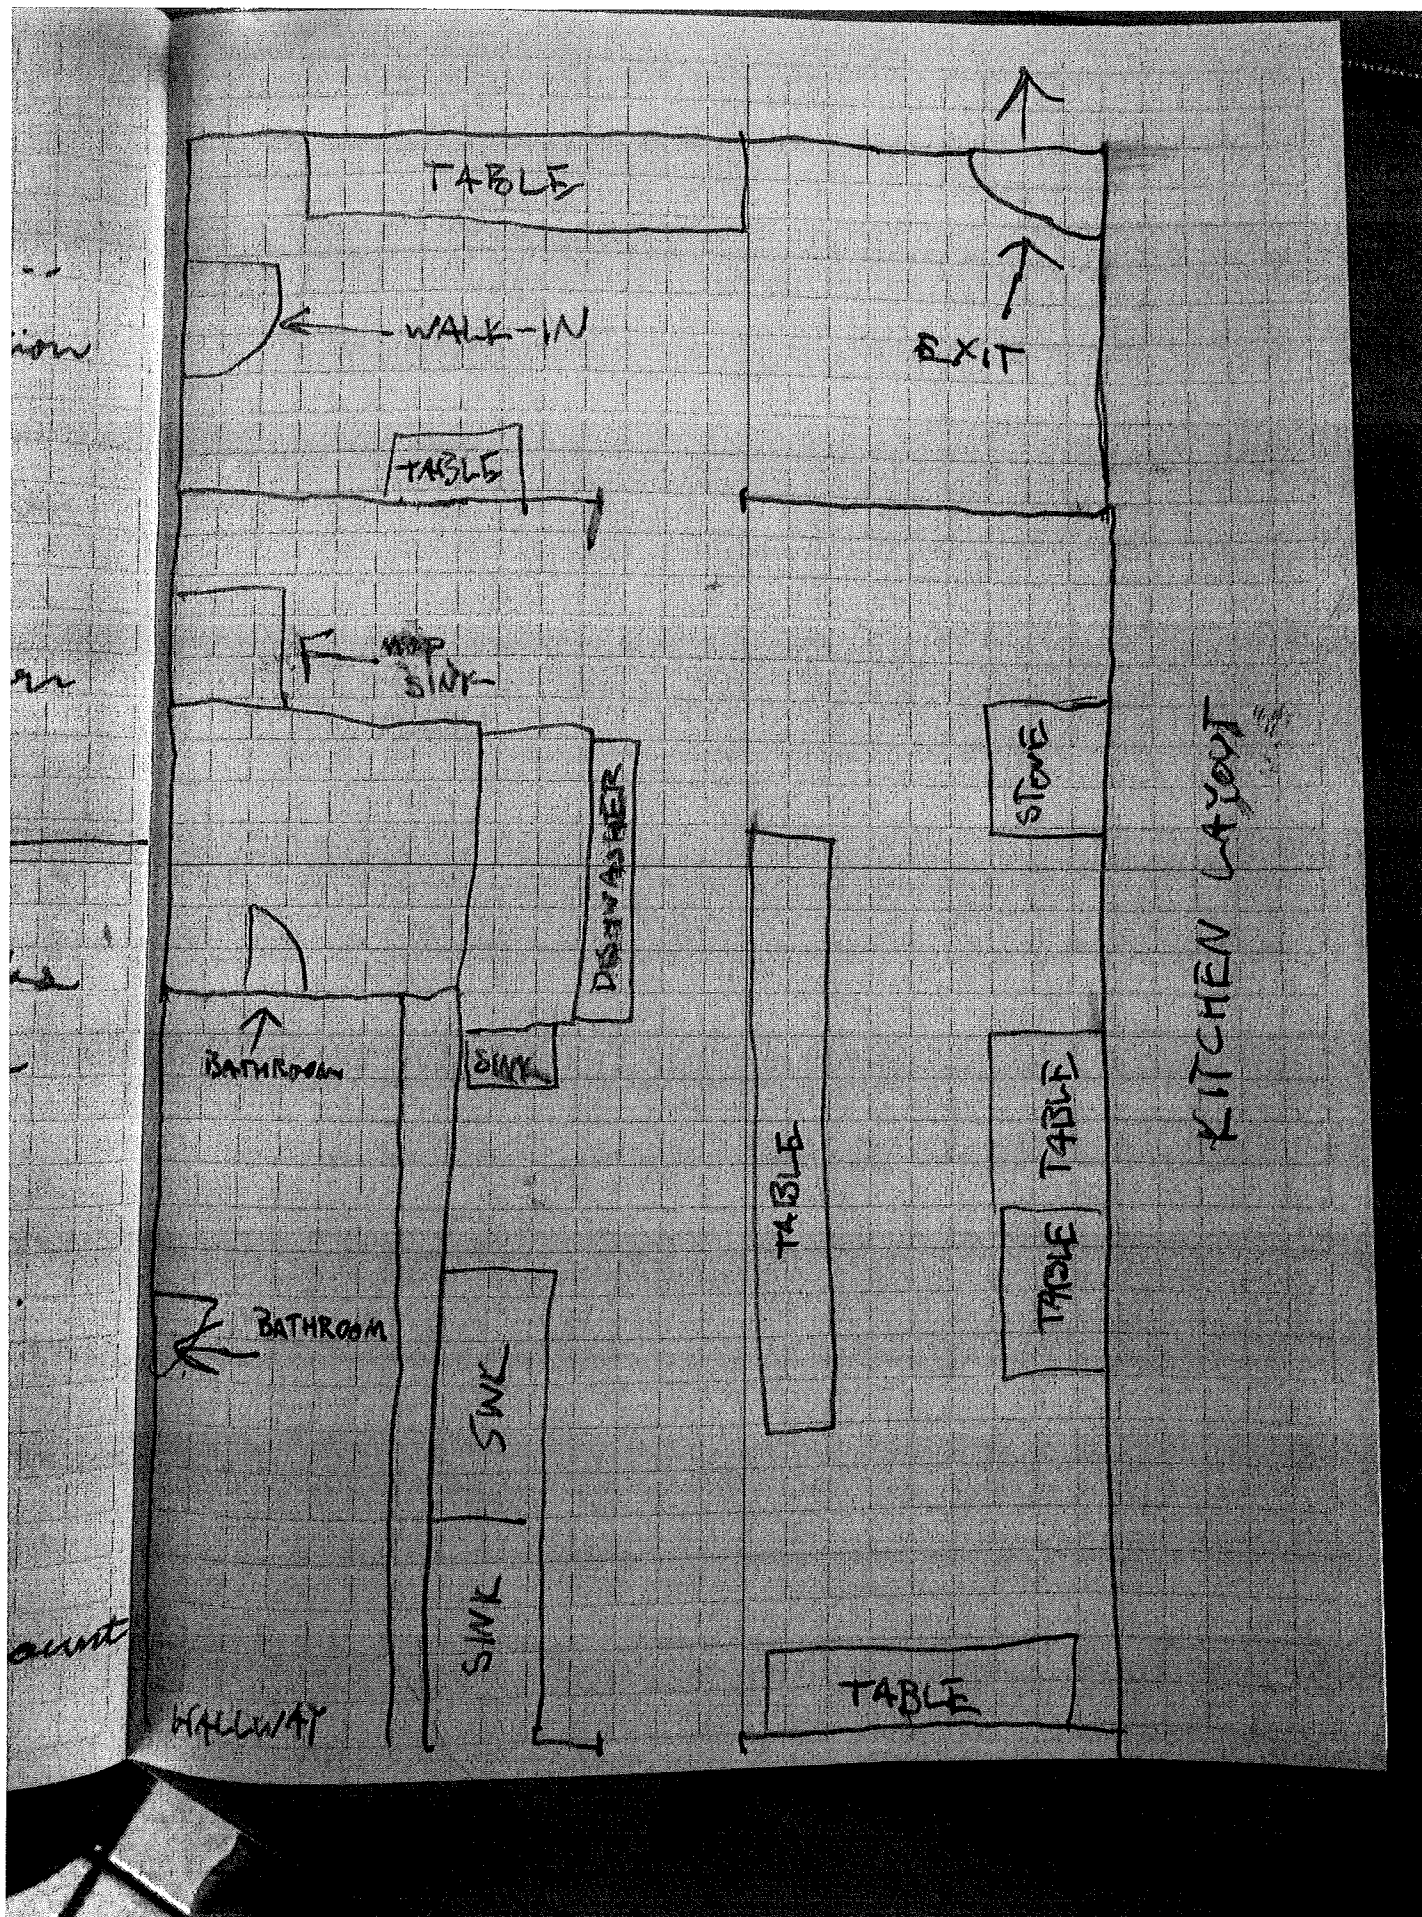 TABLE
WALK-IN
EXIT
TABLE
MOP
SINK
STOVE
DISHWASHER
KITCHEN LAYOUT
BATHROOM
SINK
TABLE
TABLE
TABLE
BATHROOM
SINK
SINK
TABLE
HALLWAY